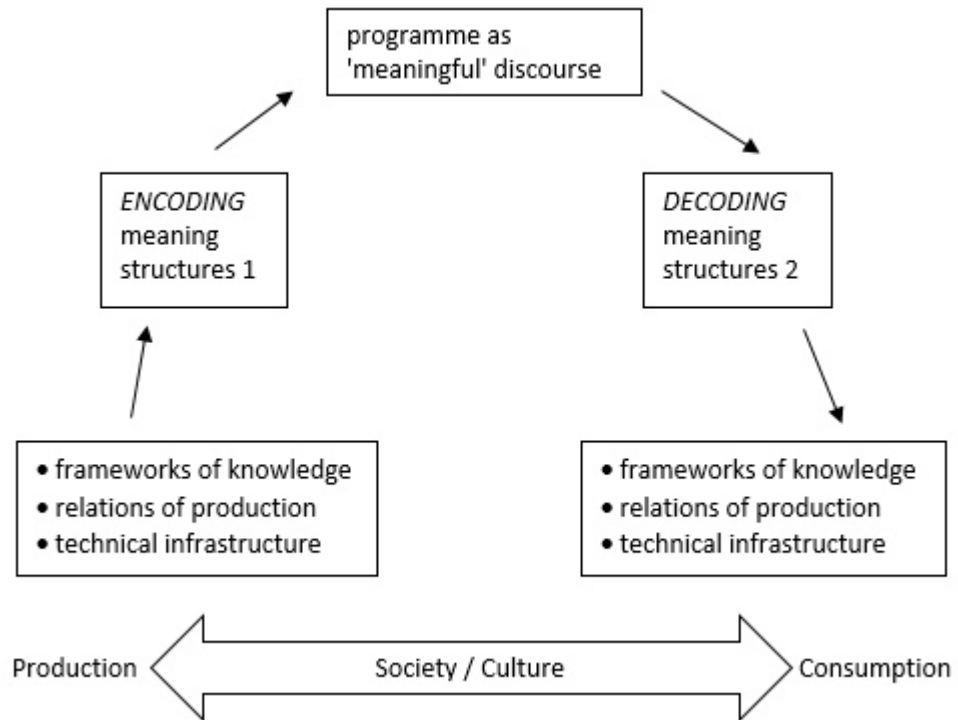 programme as
'meaningful' discourse
ENCODING
meaning
structures 1
DECODING
meaning
structures 2
• frameworks of knowledge
• relations of production
• technical infrastructure
• frameworks of knowledge
• relations of production
• technical infrastructure
Production
Society / Culture
Consumption